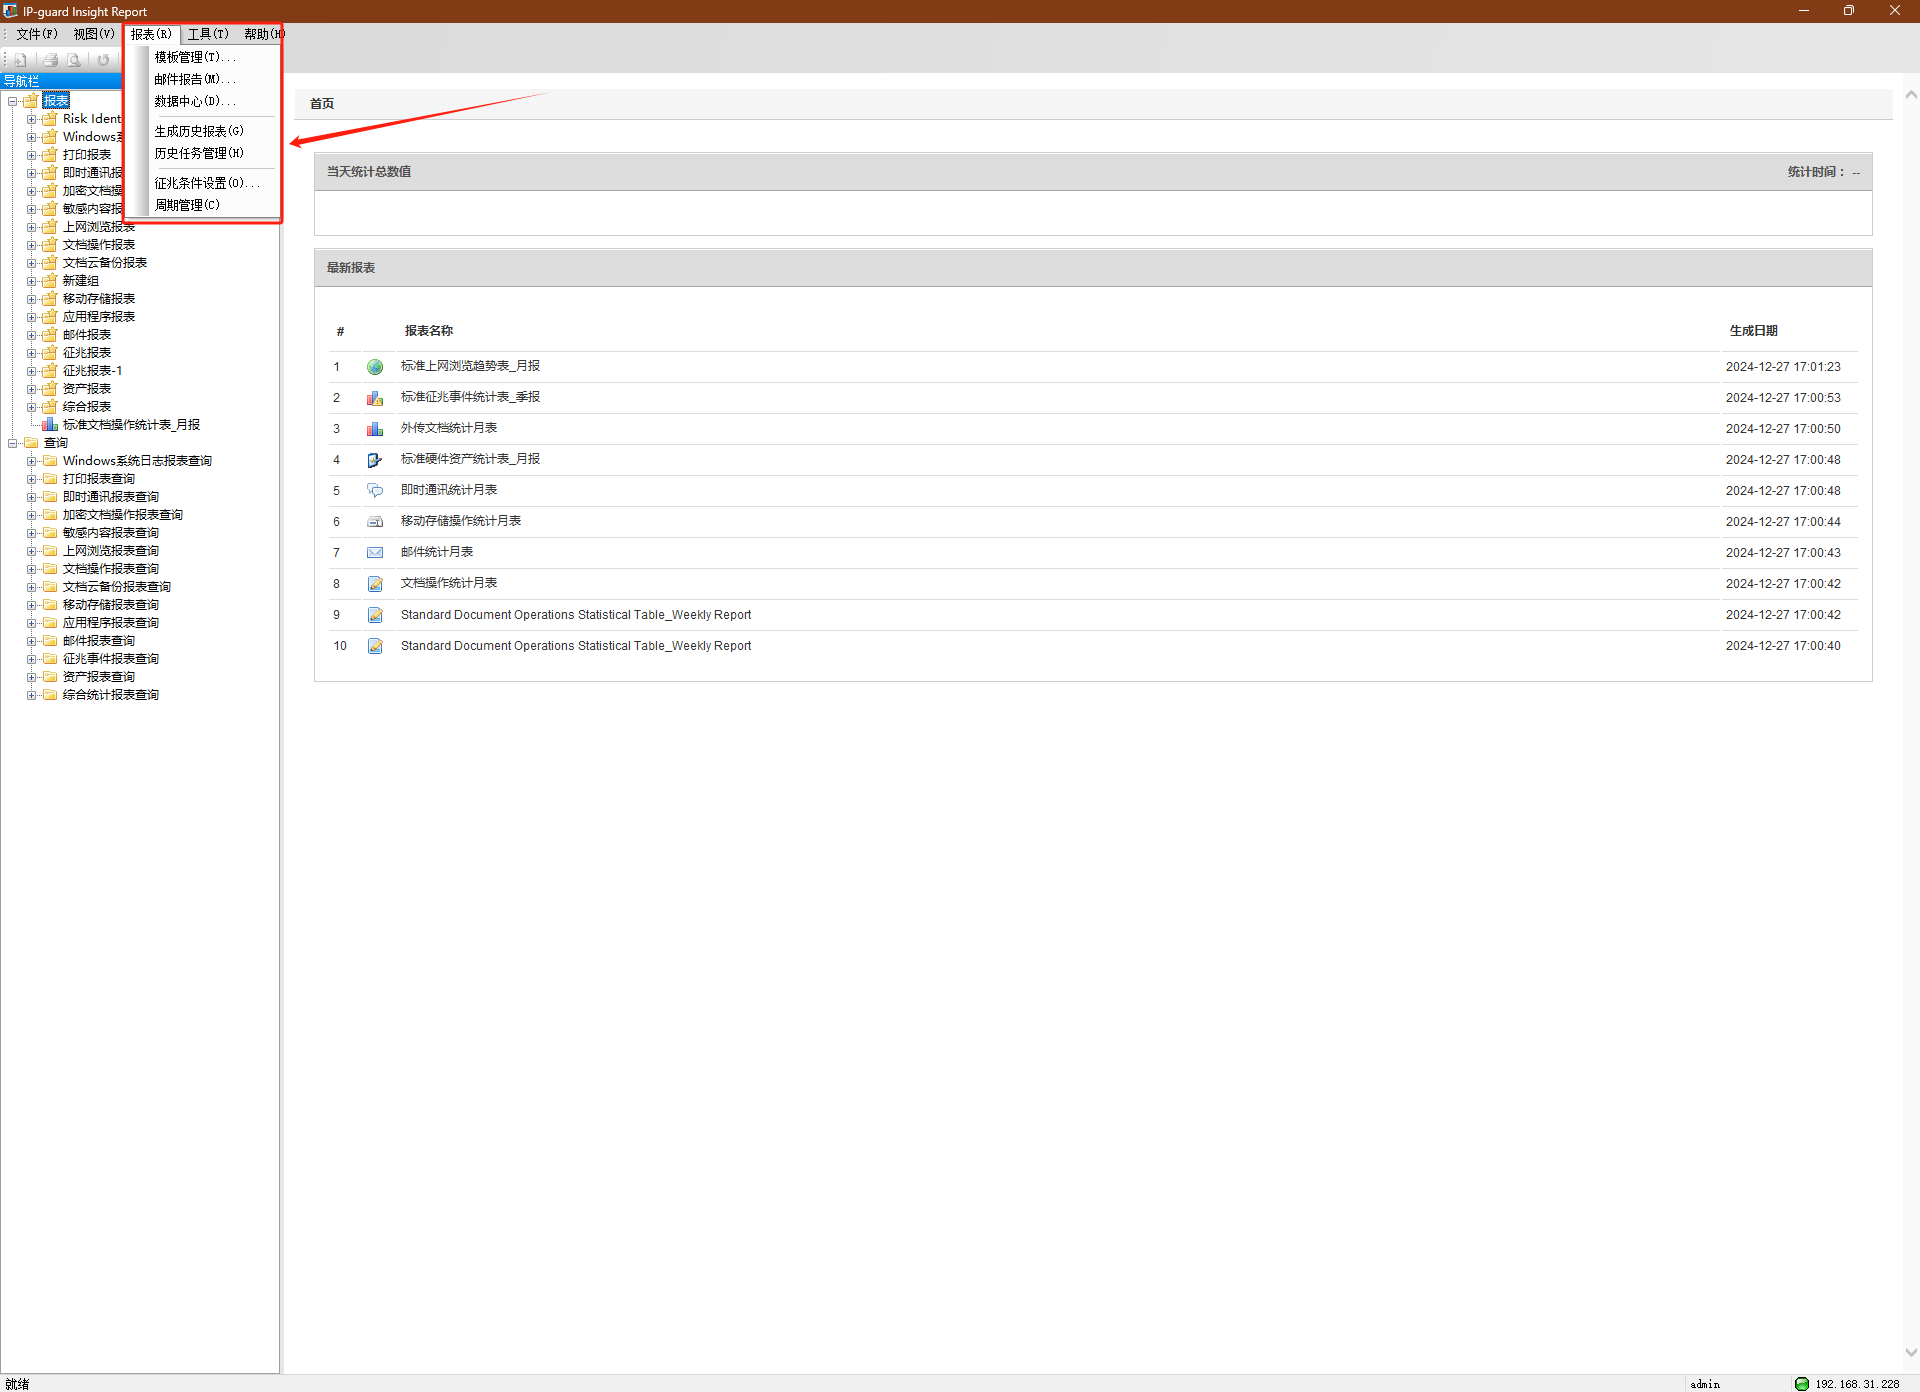 IP-guard Insight Report
文件(F) 视图(V) 报表(R) 工具(T) 帮助(H
模板管理(T)...
邮件报告(M)...
数据中心(D)...
生成历史报表(G)
历史任务管理(H)
征兆条件设置(O)...
周期管理(C)
导航栏
报表
Risk Ident
Windows系
打印报表
即时通讯报
加密文档操
敏感内容报
上网浏览报表
文档操作报表
文档云备份报表
新建组
移动存储报表
应用程序报表
邮件报表
征兆报表
征兆报表-1
资产报表
综合报表
标准文档操作统计表_月报
查询
Windows系统日志报表查询
打印报表查询
即时通讯报表查询
加密文档操作报表查询
敏感内容报表查询
上网浏览报表查询
文档操作报表查询
文档云备份报表查询
移动存储报表查询
应用程序报表查询
邮件报表查询
征兆事件报表查询
资产报表查询
综合统计报表查询
首页
当天统计总数值 统计时间： --
最新报表
# 报表名称 生成日期
1 标准上网浏览趋势表_月报 2024-12-27 17:01:23
2 标准征兆事件统计表_季报 2024-12-27 17:00:53
3 外传文档统计月表 2024-12-27 17:00:50
4 标准硬件资产统计表_月报 2024-12-27 17:00:48
5 即时通讯统计月表 2024-12-27 17:00:48
6 移动存储操作统计月表 2024-12-27 17:00:44
7 邮件统计月表 2024-12-27 17:00:43
8 文档操作统计月表 2024-12-27 17:00:42
9 Standard Document Operations Statistical Table_Weekly Report 2024-12-27 17:00:42
10 Standard Document Operations Statistical Table_Weekly Report 2024-12-27 17:00:40
就绪 admin 192.168.31.228